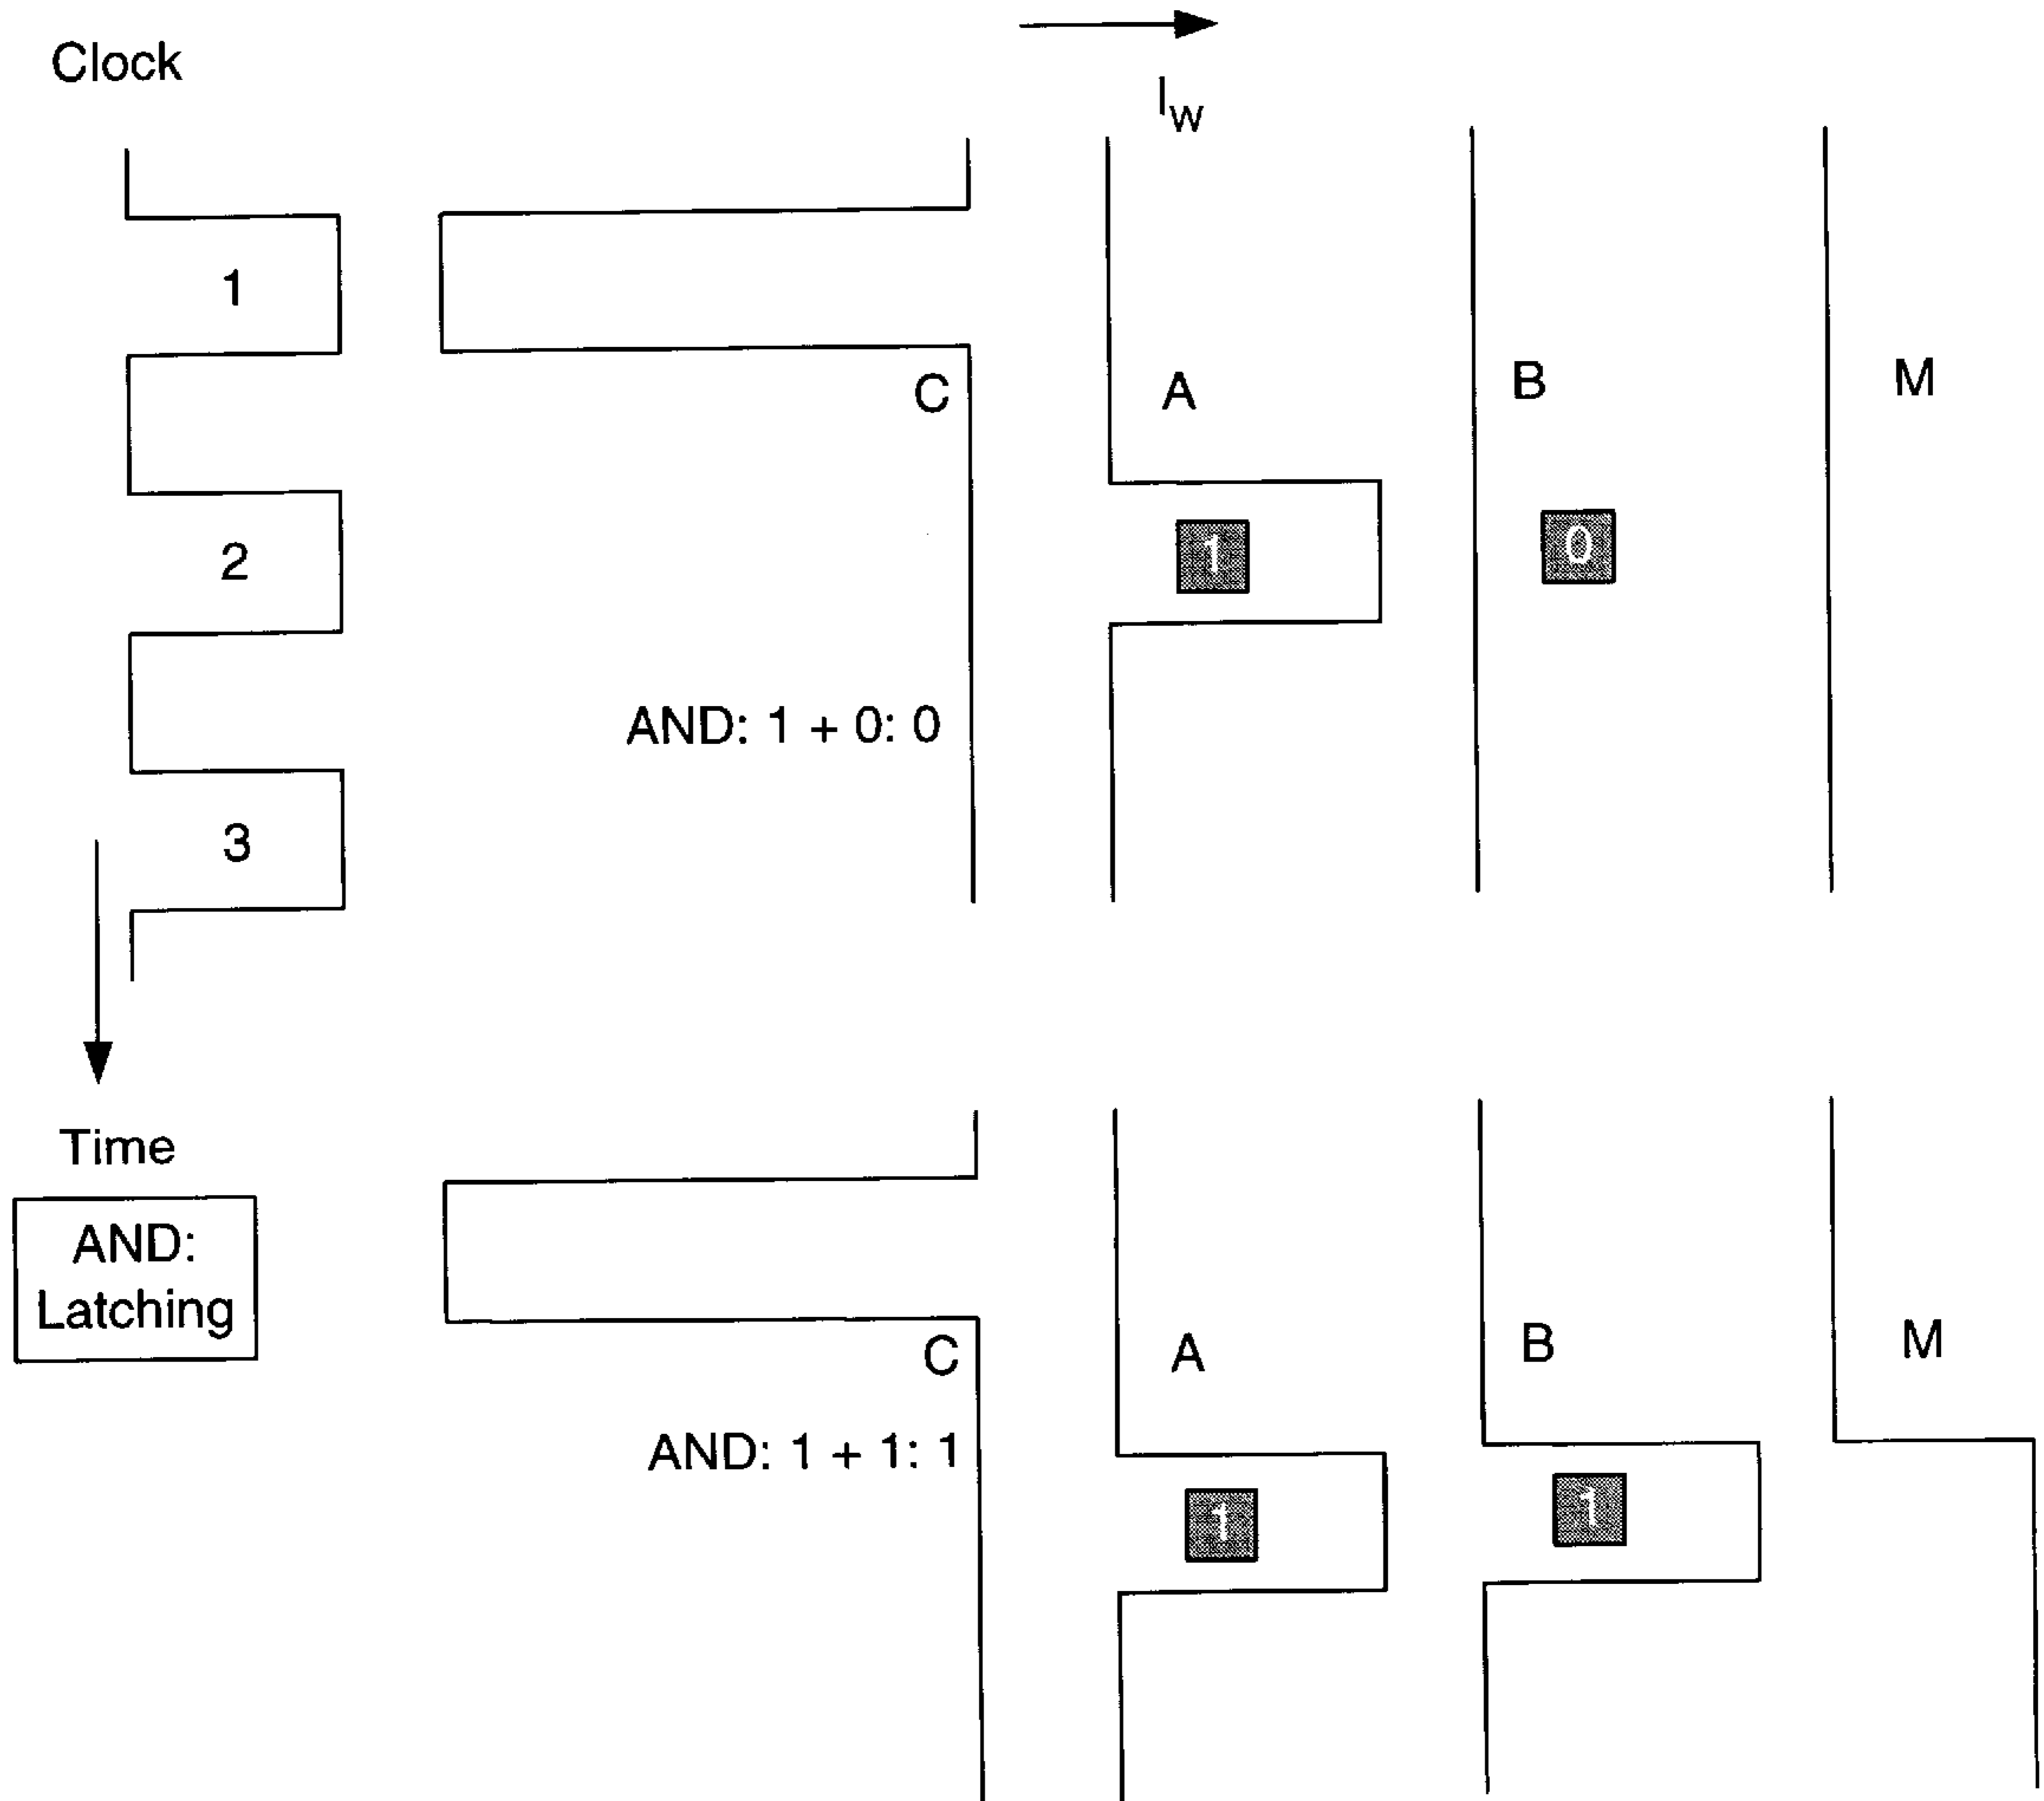 Clock
I_W
1
C
A
B
M
2
1
0
AND: 1 + 0: 0
3
Time
AND:
Latching
C
A
B
M
AND: 1 + 1: 1
1
1